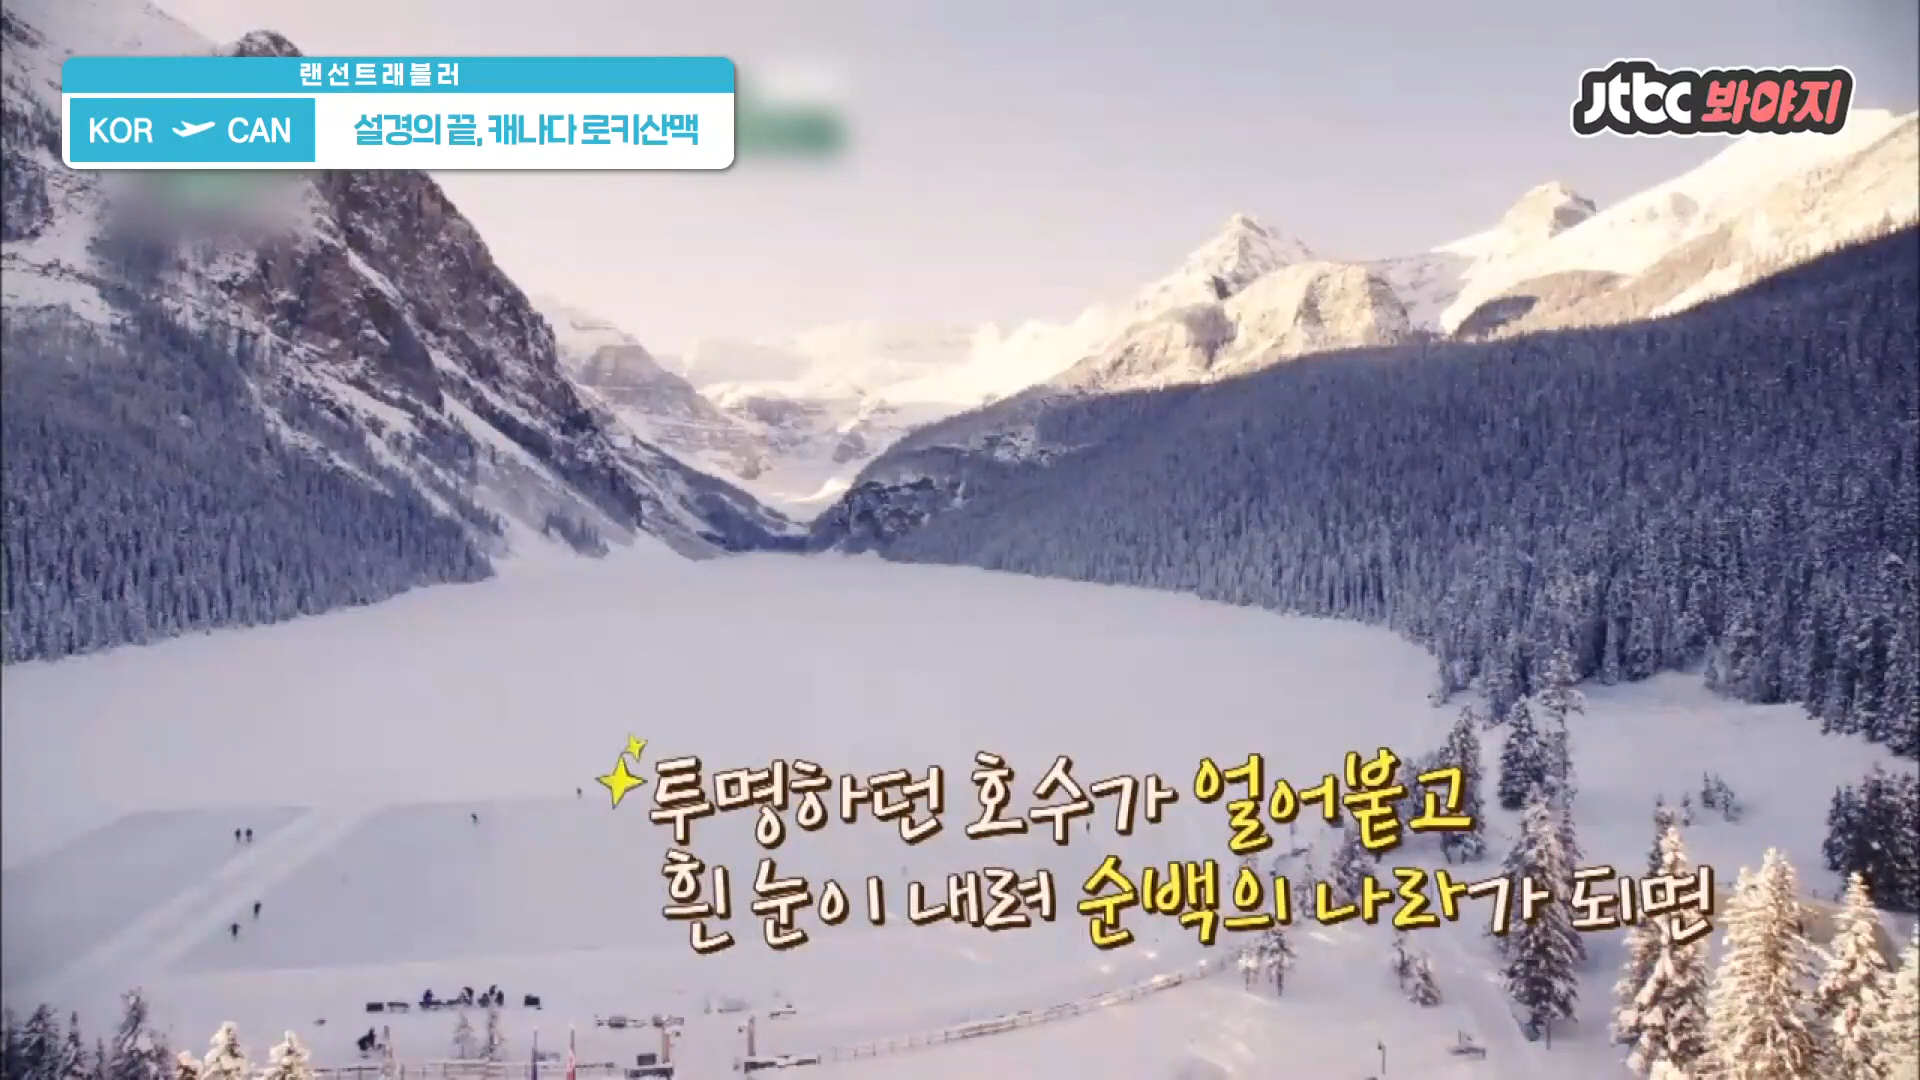 랜선트래블러
KOR CAN
설경의 끝, 캐나다 로키산맥
jtbc 봐야지
투명하던 호수가 얼어붙고
흰 눈이 내려 순백의 나라가 되면